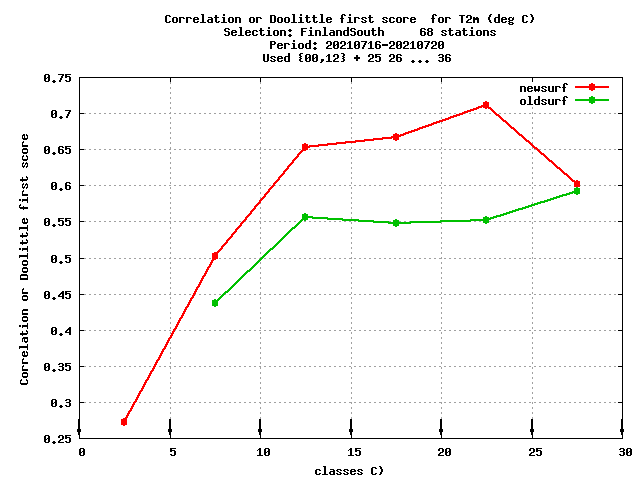 Correlation or Doolittle first score  for T2m (deg C)
Selection: FinlandSouth     68 stations
Period: 20210716-20210720
Used {00,12} + 25 26 ... 36
newsurf
oldsurf
Correlation or Doolittle first score
0.75
0.7
0.65
0.6
0.55
0.5
0.45
0.4
0.35
0.3
0.25
0 5 10 15 20 25 30
classes C)